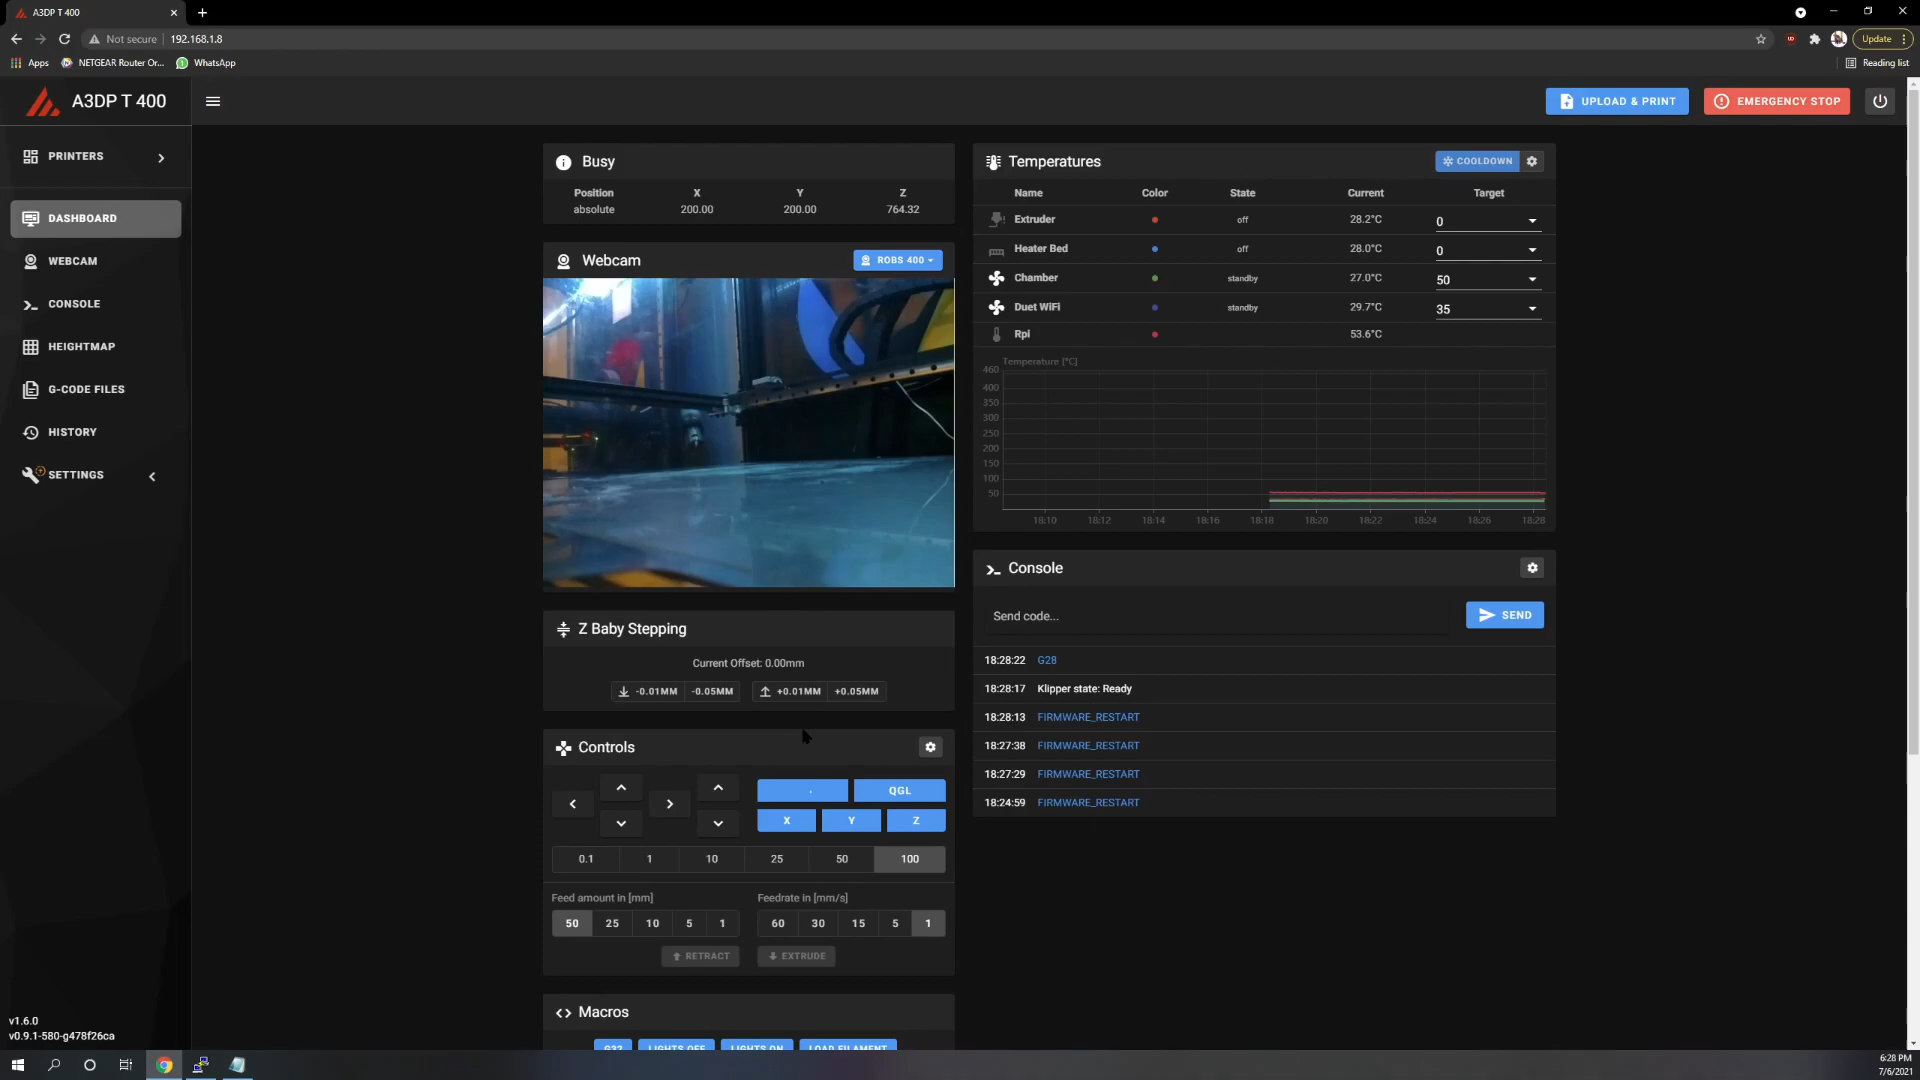 A3DP T 400
Not secure
192.168.1.8
Update
Apps
NETGEAR Router Or...
WhatsApp
Reading list
A3DP T 400
UPLOAD & PRINT
EMERGENCY STOP
PRINTERS
DASHBOARD
WEBCAM
CONSOLE
HEIGHTMAP
G-CODE FILES
HISTORY
SETTINGS
v1.6.0
v0.9.1-580-g478f26ca
Busy
Position X Y Z
absolute 200.00 200.00 764.32
Webcam
ROBS 400
Z Baby Stepping
Current Offset: 0.00mm
-0.01MM -0.05MM +0.01MM +0.05MM
Controls
QGL
X Y Z
0.1 1 10 25 50 100
Feed amount in [mm] Feedrate in [mm/s]
50 25 10 5 1 60 30 15 5 1
RETRACT EXTRUDE
Macros
G32 LIGHTS OFF LIGHTS ON LOAD FILAMENT
Temperatures
COOLDOWN
Name Color State Current Target
Extruder off 28.2°C 0
Heater Bed off 28.0°C 0
Chamber standby 27.0°C 50
Duet WiFi standby 29.7°C 35
Rpi 53.6°C
Temperature [°C]
460
400
350
300
250
200
150
100
50
18:10 18:12 18:14 18:16 18:18 18:20 18:22 18:24 18:26 18:28
Console
Send code...
SEND
18:28:22 G28
18:28:17 Klipper state: Ready
18:28:13 FIRMWARE_RESTART
18:27:38 FIRMWARE_RESTART
18:27:29 FIRMWARE_RESTART
18:24:59 FIRMWARE_RESTART
6:28 PM
7/6/2021